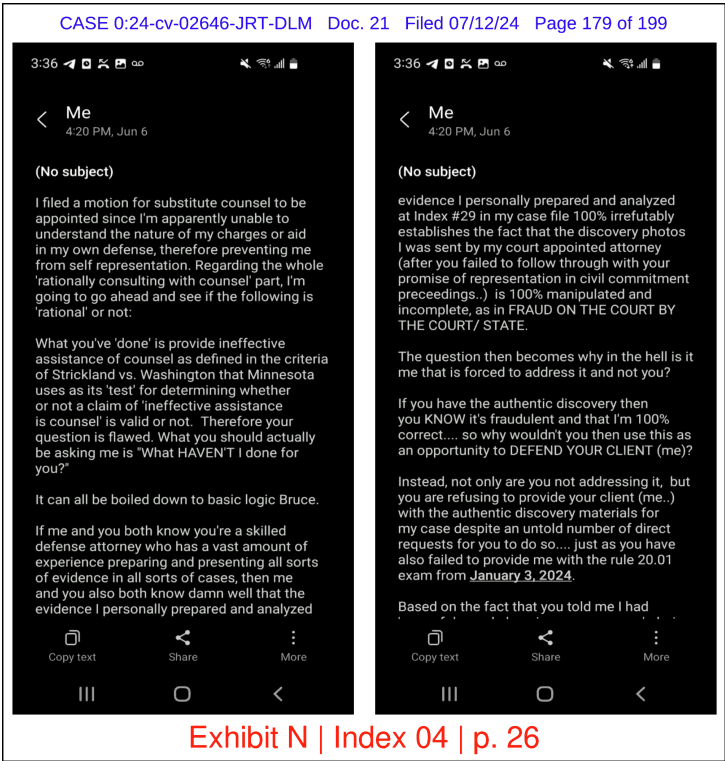 CASE 0:24-cv-02646-JRT-DLM   Doc. 21   Filed 07/12/24   Page 179 of 199
3:36
Me
4:20 PM, Jun 6
(No subject)
I filed a motion for substitute counsel to be
appointed since I'm apparently unable to
understand the nature of my charges or aid
in my own defense, therefore preventing me
from self representation. Regarding the whole
'rationally consulting with counsel' part, I'm
going to go ahead and see if the following is
'rational' or not:
What you've 'done' is provide ineffective
assistance of counsel as defined in the criteria
of Strickland vs. Washington that Minnesota
uses as its 'test' for determining whether
or not a claim of 'ineffective assistance
is counsel' is valid or not.  Therefore your
question is flawed. What you should actually
be asking me is "What HAVEN'T I done for
you?"
It can all be boiled down to basic logic Bruce.
If me and you both know you're a skilled
defense attorney who has a vast amount of
experience preparing and presenting all sorts
of evidence in all sorts of cases, then me
and you also both know damn well that the
evidence I personally prepared and analyzed
Copy text
Share
More
3:36
Me
4:20 PM, Jun 6
(No subject)
evidence I personally prepared and analyzed
at Index #29 in my case file 100% irrefutably
establishes the fact that the discovery photos
I was sent by my court appointed attorney
(after you failed to follow through with your
promise of representation in civil commitment
preceedings..)  is 100% manipulated and
incomplete, as in FRAUD ON THE COURT BY
THE COURT/ STATE.
The question then becomes why in the hell is it
me that is forced to address it and not you?
If you have the authentic discovery then
you KNOW it's fraudulent and that I'm 100%
correct.... so why wouldn't you then use this as
an opportunity to DEFEND YOUR CLIENT (me)?
Instead, not only are you not addressing it,  but
you are refusing to provide your client (me..)
with the authentic discovery materials for
my case despite an untold number of direct
requests for you to do so.... just as you have
also failed to provide me with the rule 20.01
exam from January 3, 2024.
Based on the fact that you told me I had
Copy text
Share
More
Exhibit N | Index 04 | p. 26